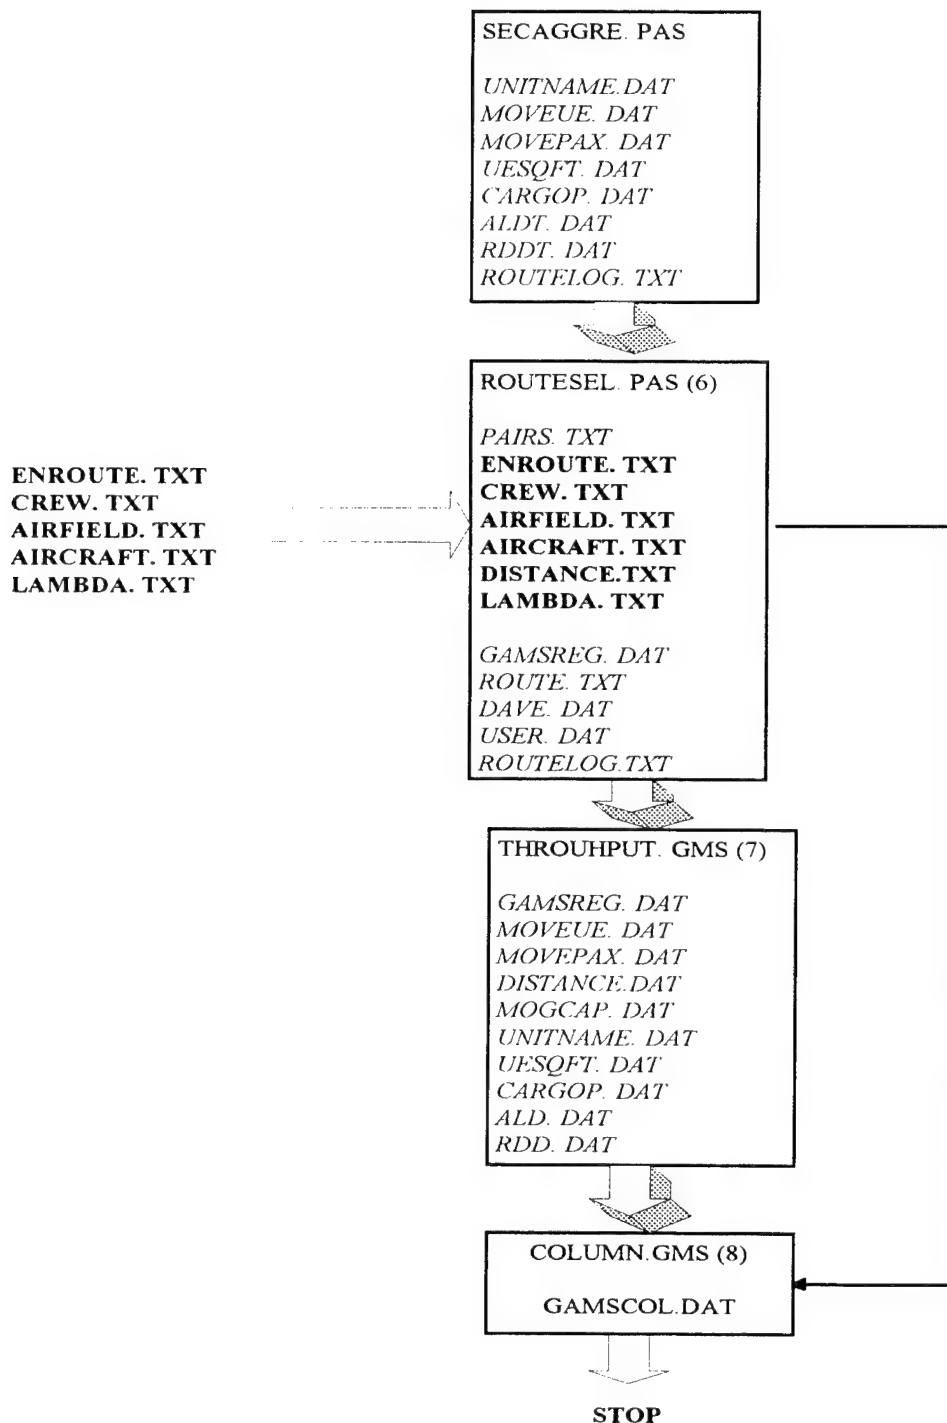 SECAGGRE. PAS
UNITNAME.DAT
MOVEUE. DAT
MOVEPAX. DAT
UESQFT. DAT
CARGOP. DAT
ALDT. DAT
RDDT. DAT
ROUTELOG. TXT
ROUTESEL. PAS (6)
PAIRS. TXT
ENROUTE. TXT
CREW. TXT
AIRFIELD. TXT
AIRCRAFT. TXT
DISTANCE.TXT
LAMBDA. TXT
GAMSREG. DAT
ROUTE. TXT
DAVE. DAT
USER. DAT
ROUTELOG.TXT
ENROUTE. TXT
CREW. TXT
AIRFIELD. TXT
AIRCRAFT. TXT
LAMBDA. TXT
THROUHPUT. GMS (7)
GAMSREG. DAT
MOVEUE. DAT
MOVEPAX. DAT
DISTANCE.DAT
MOGCAP. DAT
UNITNAME. DAT
UESQFT. DAT
CARGOP. DAT
ALD. DAT
RDD. DAT
COLUMN.GMS (8)
GAMSCOL.DAT
STOP